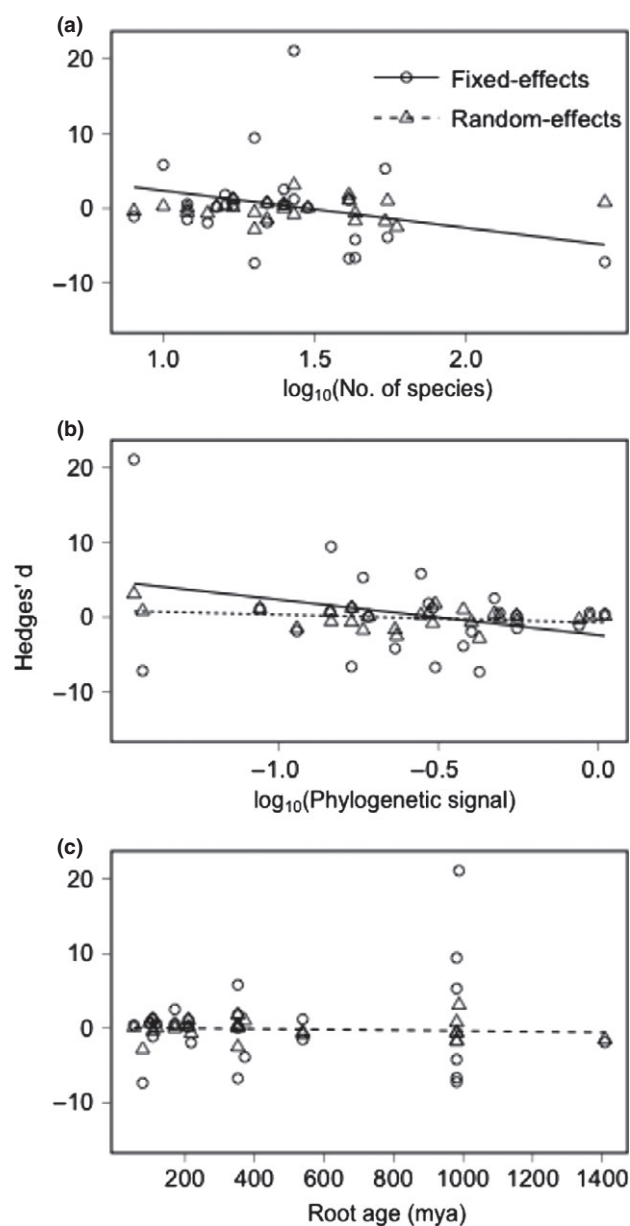 (a)
20
10
0
−10
Fixed-effects
Random-effects
1.0 1.5 2.0
log₁₀(No. of species)
(b)
20
10
0
−10
Hedges' d
−1.0 −0.5 0.0
log₁₀(Phylogenetic signal)
(c)
20
10
0
−10
200 400 600 800 1000 1200 1400
Root age (mya)